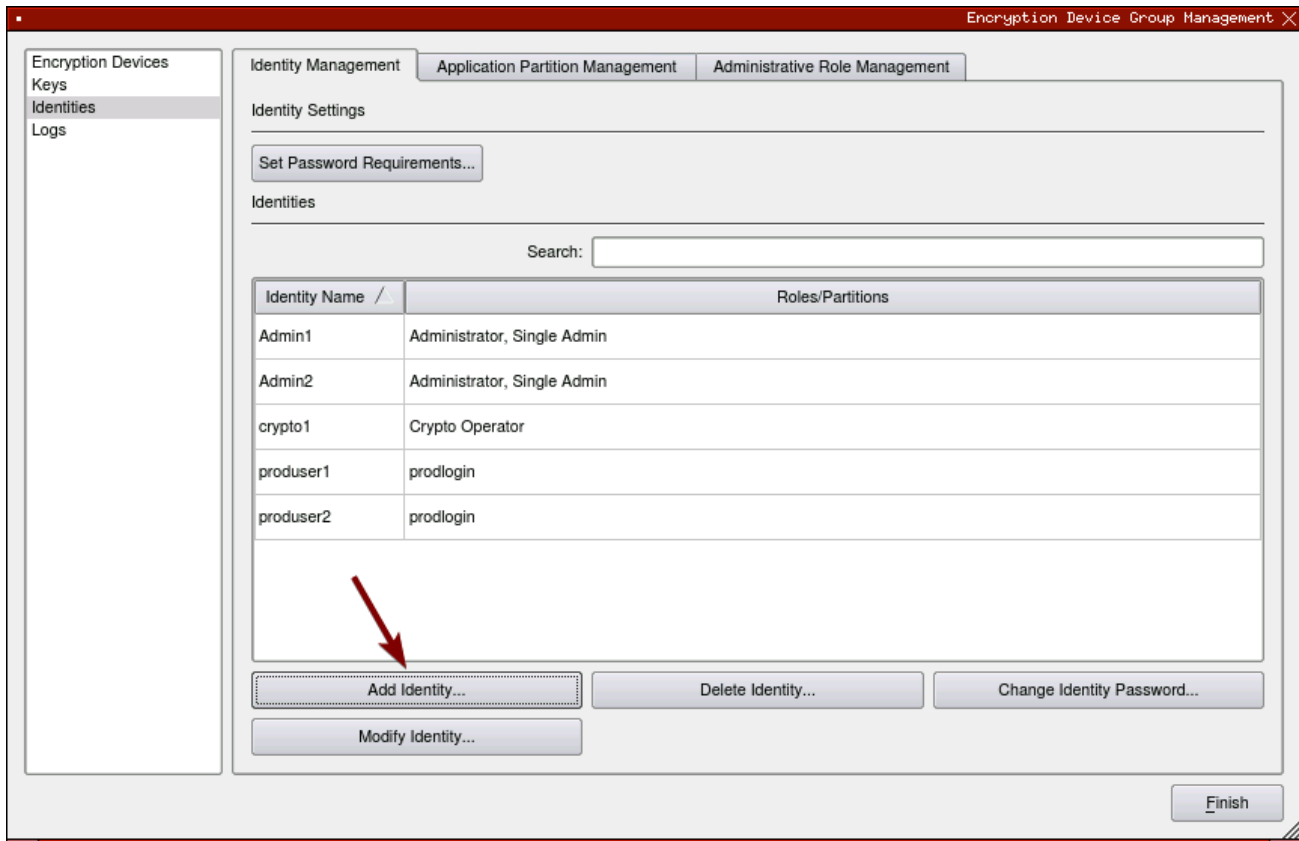 Encryption Device Group Management
Encryption Devices
Keys
Identities
Logs
Identity Management
Application Partition Management
Administrative Role Management
Identity Settings
Set Password Requirements...
Identities
Search:
Identity Name Roles/Partitions
Admin1 Administrator, Single Admin
Admin2 Administrator, Single Admin
crypto1 Crypto Operator
produser1 prodlogin
produser2 prodlogin
Add Identity... Delete Identity... Change Identity Password...
Modify Identity...
Finish